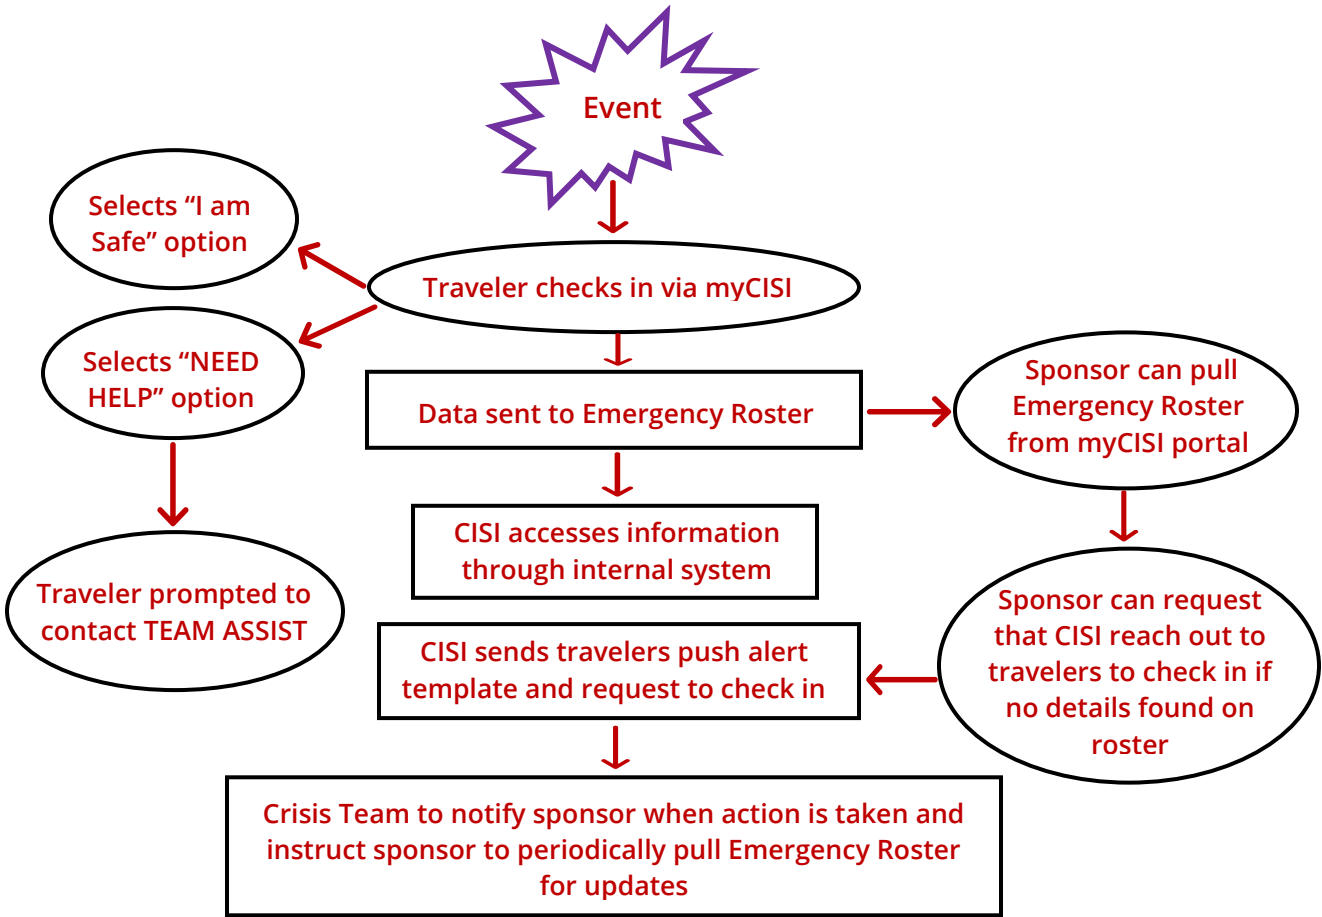 Event
Selects “I am
Safe” option
Traveler checks in via myCISI
Selects “NEED
HELP” option
Data sent to Emergency Roster
Sponsor can pull
Emergency Roster
from myCISI portal
CISI accesses information
through internal system
Traveler prompted to
contact TEAM ASSIST
Sponsor can request
that CISI reach out to
travelers to check in if
no details found on
roster
CISI sends travelers push alert
template and request to check in
Crisis Team to notify sponsor when action is taken and
instruct sponsor to periodically pull Emergency Roster
for updates